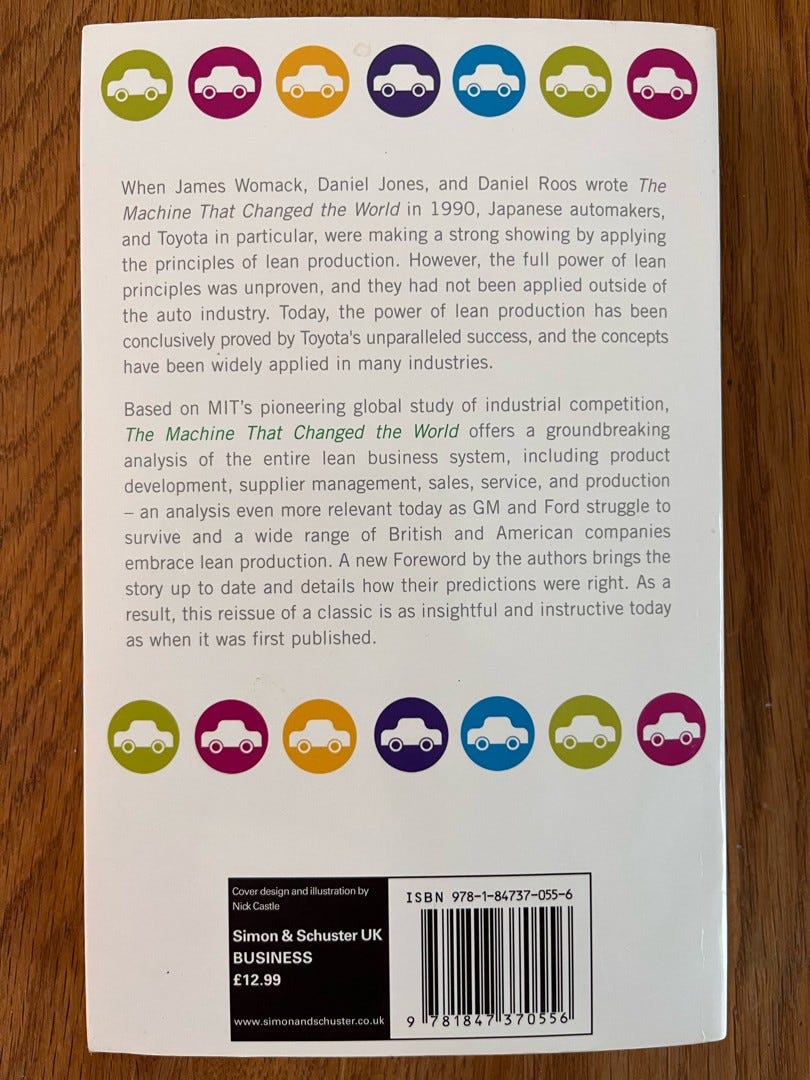 When James Womack, Daniel Jones, and Daniel Roos wrote The
Machine That Changed the World in 1990, Japanese automakers,
and Toyota in particular, were making a strong showing by applying
the principles of lean production. However, the full power of lean
principles was unproven, and they had not been applied outside of
the auto industry. Today, the power of lean production has been
conclusively proved by Toyota's unparalleled success, and the concepts
have been widely applied in many industries.
Based on MIT's pioneering global study of industrial competition,
The Machine That Changed the World offers a groundbreaking
analysis of the entire lean business system, including product
development, supplier management, sales, service, and production
– an analysis even more relevant today as GM and Ford struggle to
survive and a wide range of British and American companies
embrace lean production. A new Foreword by the authors brings the
story up to date and details how their predictions were right. As a
result, this reissue of a classic is as insightful and instructive today
as when it was first published.
Cover design and illustration by
Nick Castle
Simon & Schuster UK
BUSINESS
£12.99
www.simonandschuster.co.uk
ISBN 978-1-84737-055-6
9 781847 370556